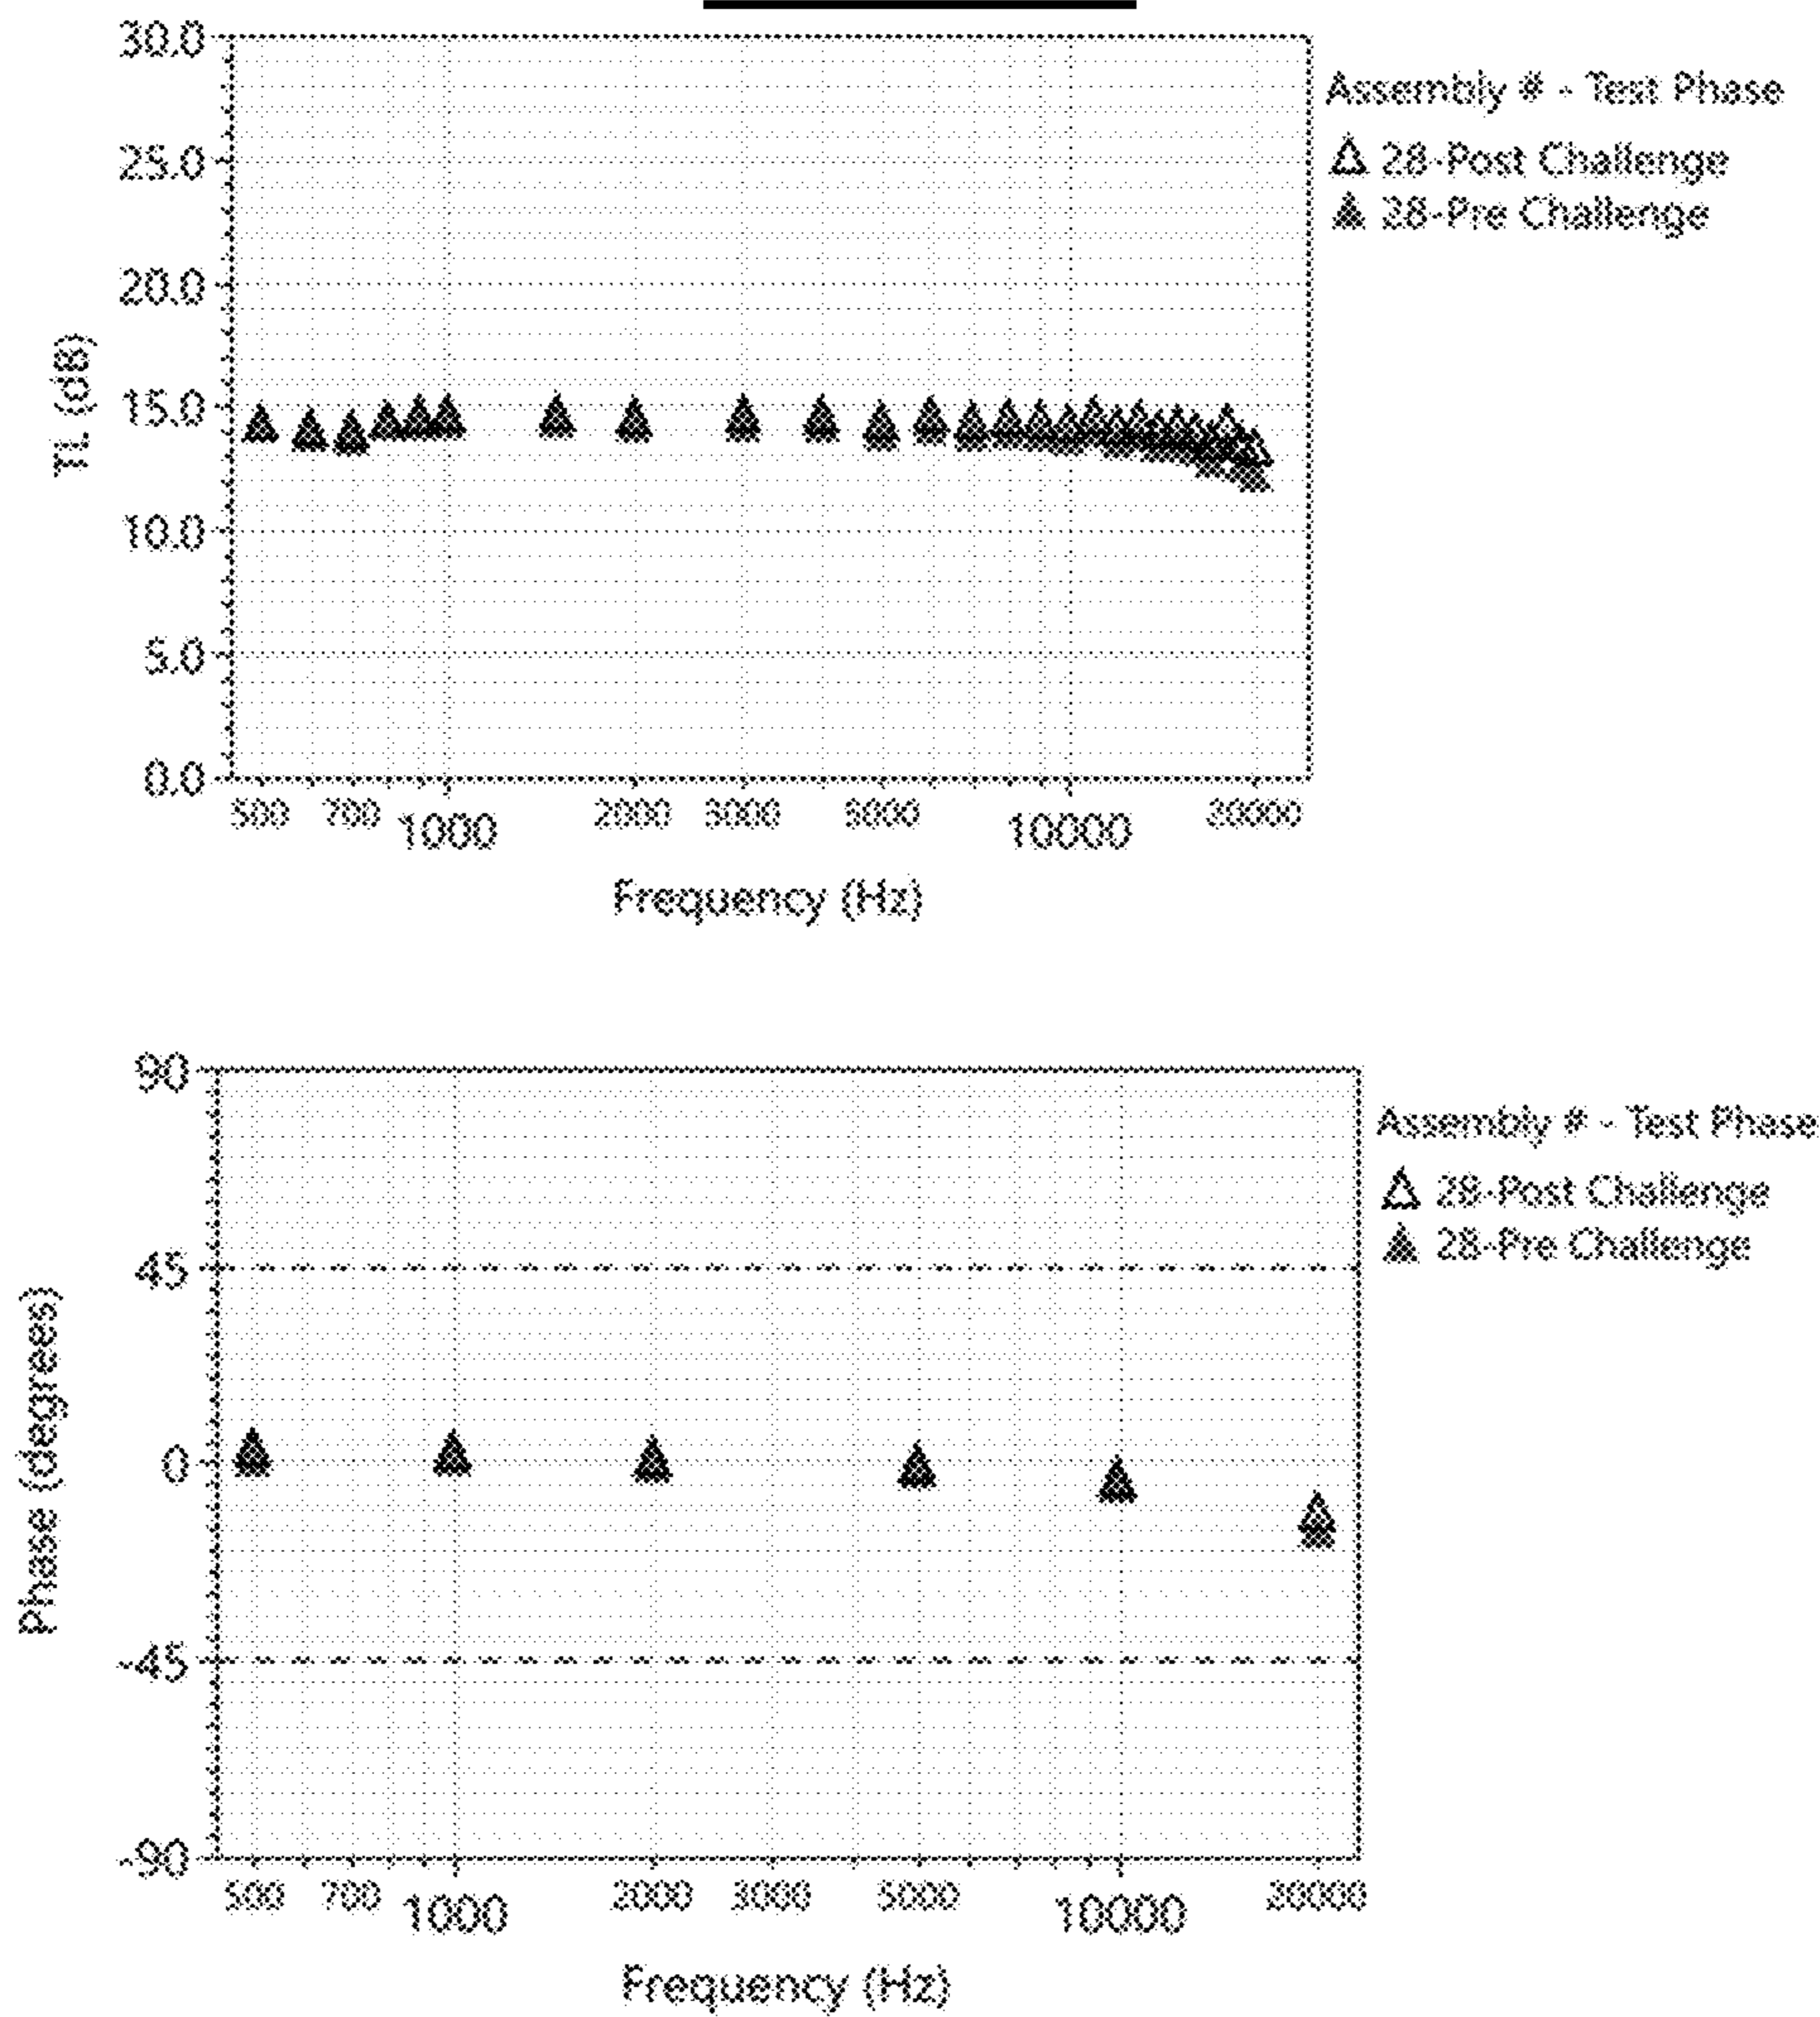 30.0
25.0
20.0
15.0
10.0
5.0
0.0
TL (dB)
500 700 1000 2000 3000 5000 10000 20000
Frequency (Hz)
Assembly # - Test Phase
28-Post Challenge
28-Pre Challenge
90
45
0
-45
-90
Phase (degrees)
500 700 1000 2000 3000 5000 10000 20000
Frequency (Hz)
Assembly # - Test Phase
28-Post Challenge
28-Pre Challenge